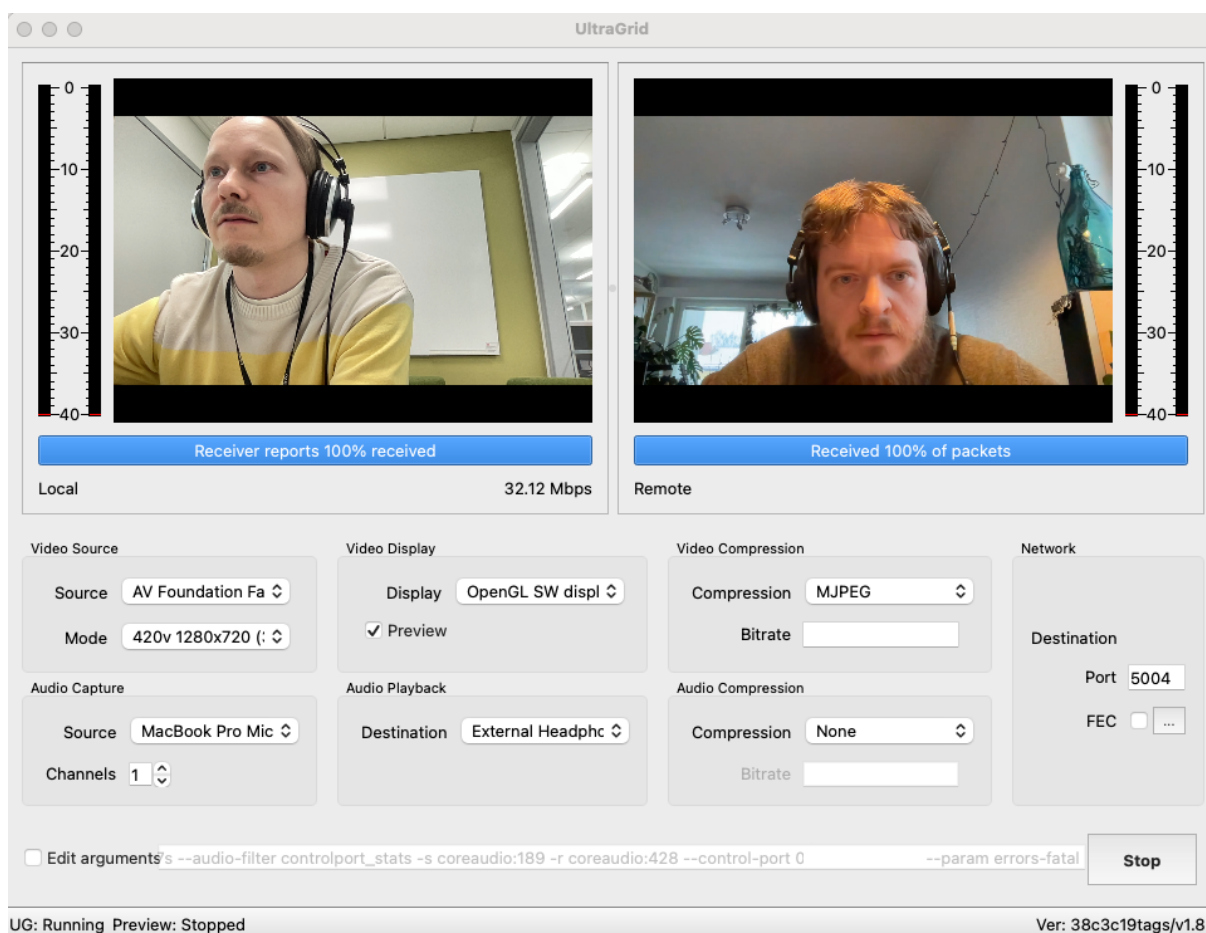 UltraGrid
0
-10
-20
-30
-40
0
-10
-20
-30
-40
Receiver reports 100% received
Received 100% of packets
Local
32.12 Mbps
Remote
Video Source
Source AV Foundation Fa
Mode 420v 1280x720 (
Video Display
Display OpenGL SW displ
Preview
Video Compression
Compression MJPEG
Bitrate
Network
Destination
Port 5004
FEC ...
Audio Capture
Source MacBook Pro Mic
Channels 1
Audio Playback
Destination External Headph
Audio Compression
Compression None
Bitrate
Edit arguments
--audio-filter controlport_stats -s coreaudio:189 -r coreaudio:428 --control-port 0 --param errors-fatal
Stop
UG: Running Preview: Stopped
Ver: 38c3c19tags/v1.8